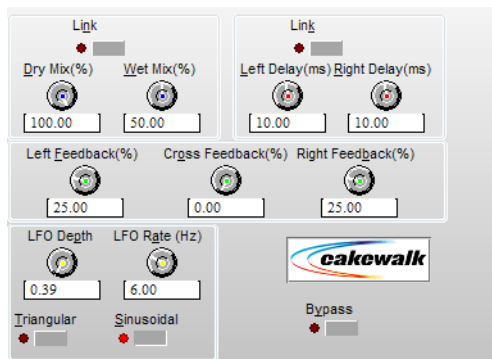 Link Link
Dry Mix(%) Wet Mix(%) Left Delay(ms) Right Delay(ms)
100.00 50.00 10.00 10.00
Left Feedback(%) Cross Feedback(%) Right Feedback(%)
25.00 0.00 25.00
LFO Depth LFO Rate (Hz)
cakewalk
0.39 6.00
Bypass
Triangular Sinusoidal